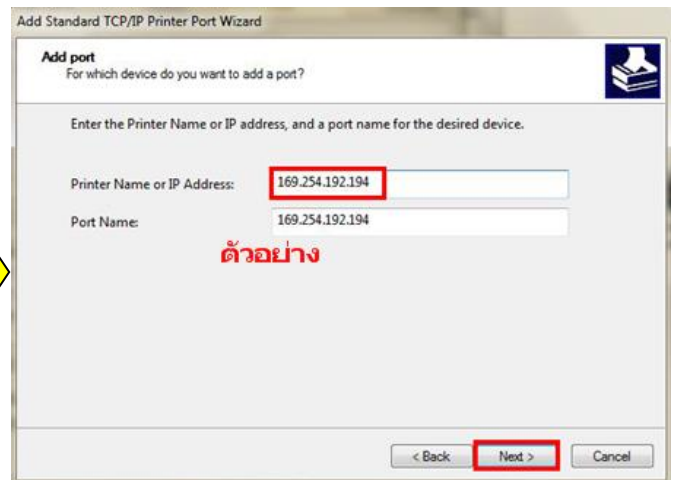 Add Standard TCP/IP Printer Port Wizard
Add port
For which device do you want to add a port?
Enter the Printer Name or IP address, and a port name for the desired device.
Printer Name or IP Address: 169.254.192.194
Port Name: 169.254.192.194
ตัวอย่าง
< Back Next > Cancel